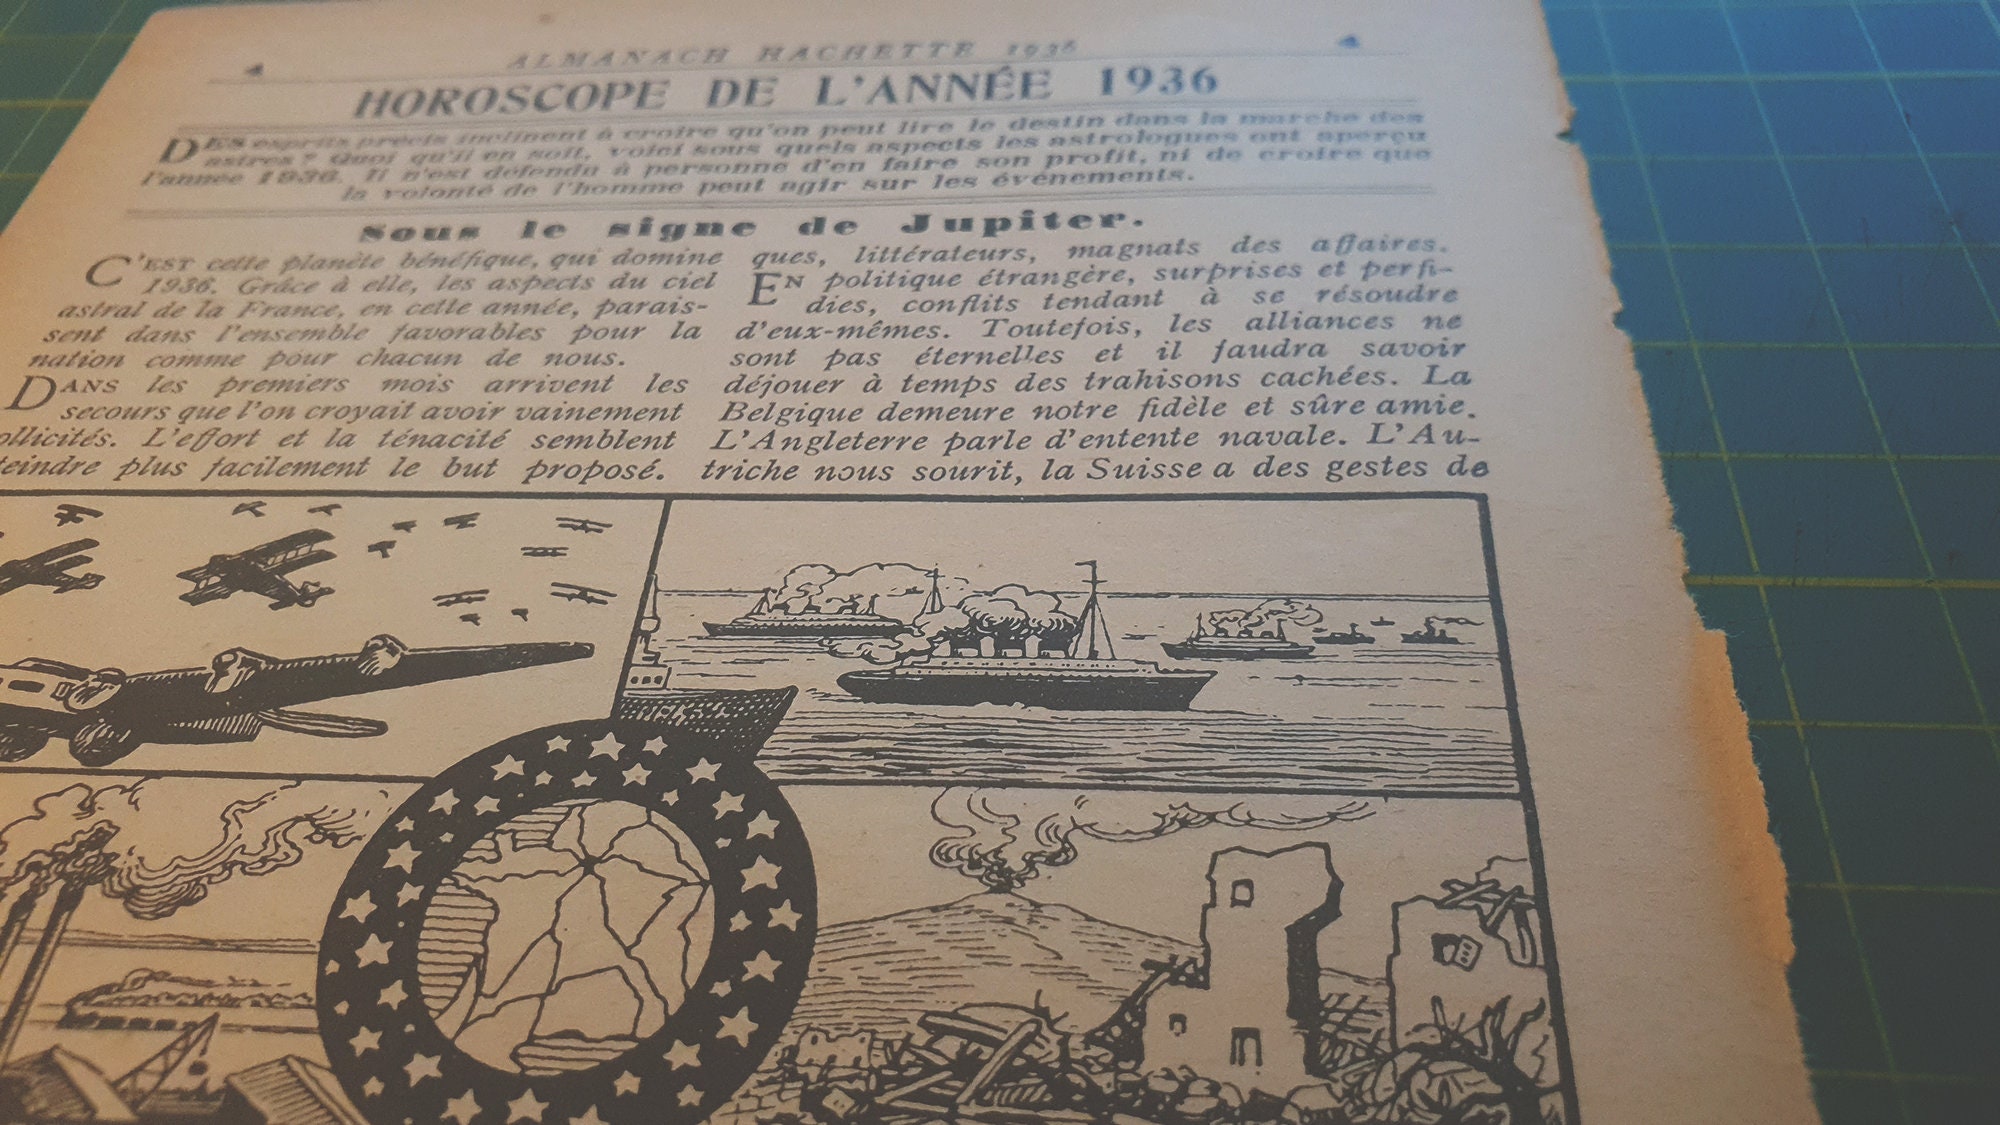 ALMANACH HACHETTE 1936
HOROSCOPE DE L'ANNÉE 1936
DES esprits précis inclinent à croire qu'on peut lire le destin dans la marche des
astres ? Quoi qu'il en soit, voici sous quels aspects les astrologues ont aperçu
l'année 1936. Il n'est défendu à personne d'en faire son profit, ni de croire que
la volonté de l'homme peut agir sur les événements.
Sous le signe de Jupiter.
C'EST cette planète bénéfique, qui domine
1936. Grâce à elle, les aspects du ciel
astral de la France, en cette année, parais-
sent dans l'ensemble favorables pour la
nation comme pour chacun de nous.
DANS les premiers mois arrivent les
secours que l'on croyait avoir vainement
ollicités. L'effort et la ténacité semblent
teindre plus facilement le but proposé.
ques, littérateurs, magnats des affaires.
EN politique étrangère, surprises et perfi-
dies, conflits tendant à se résoudre
d'eux-mêmes. Toutefois, les alliances ne
sont pas éternelles et il faudra savoir
déjouer à temps des trahisons cachées. La
Belgique demeure notre fidèle et sûre amie.
L'Angleterre parle d'entente navale. L'Au-
triche nous sourit, la Suisse a des gestes de